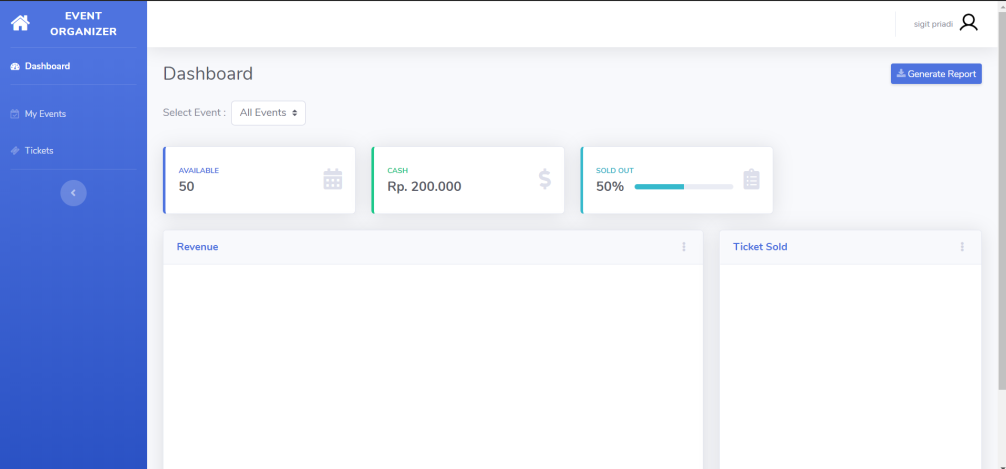 EVENT
ORGANIZER
Dashboard
My Events
Tickets
sigit priadi
Dashboard
Generate Report
Select Event :
All Events
AVAILABLE
50
CASH
Rp. 200.000
SOLD OUT
50%
Revenue
Ticket Sold